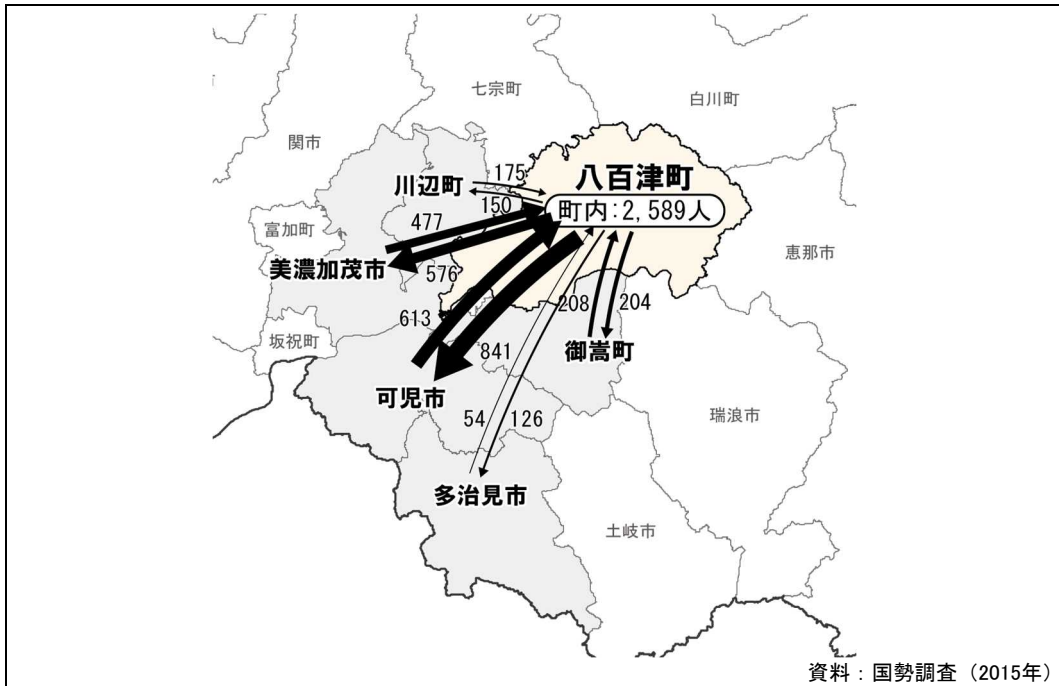 七宗町
白川町
関市
川辺町
175
八百津町
町内:2,589人
150
477
富加町
美濃加茂市
576
恵那市
613
208
204
坂祝町
841
御嵩町
可児市
54
126
瑞浪市
多治見市
土岐市
資料：国勢調査（2015年）